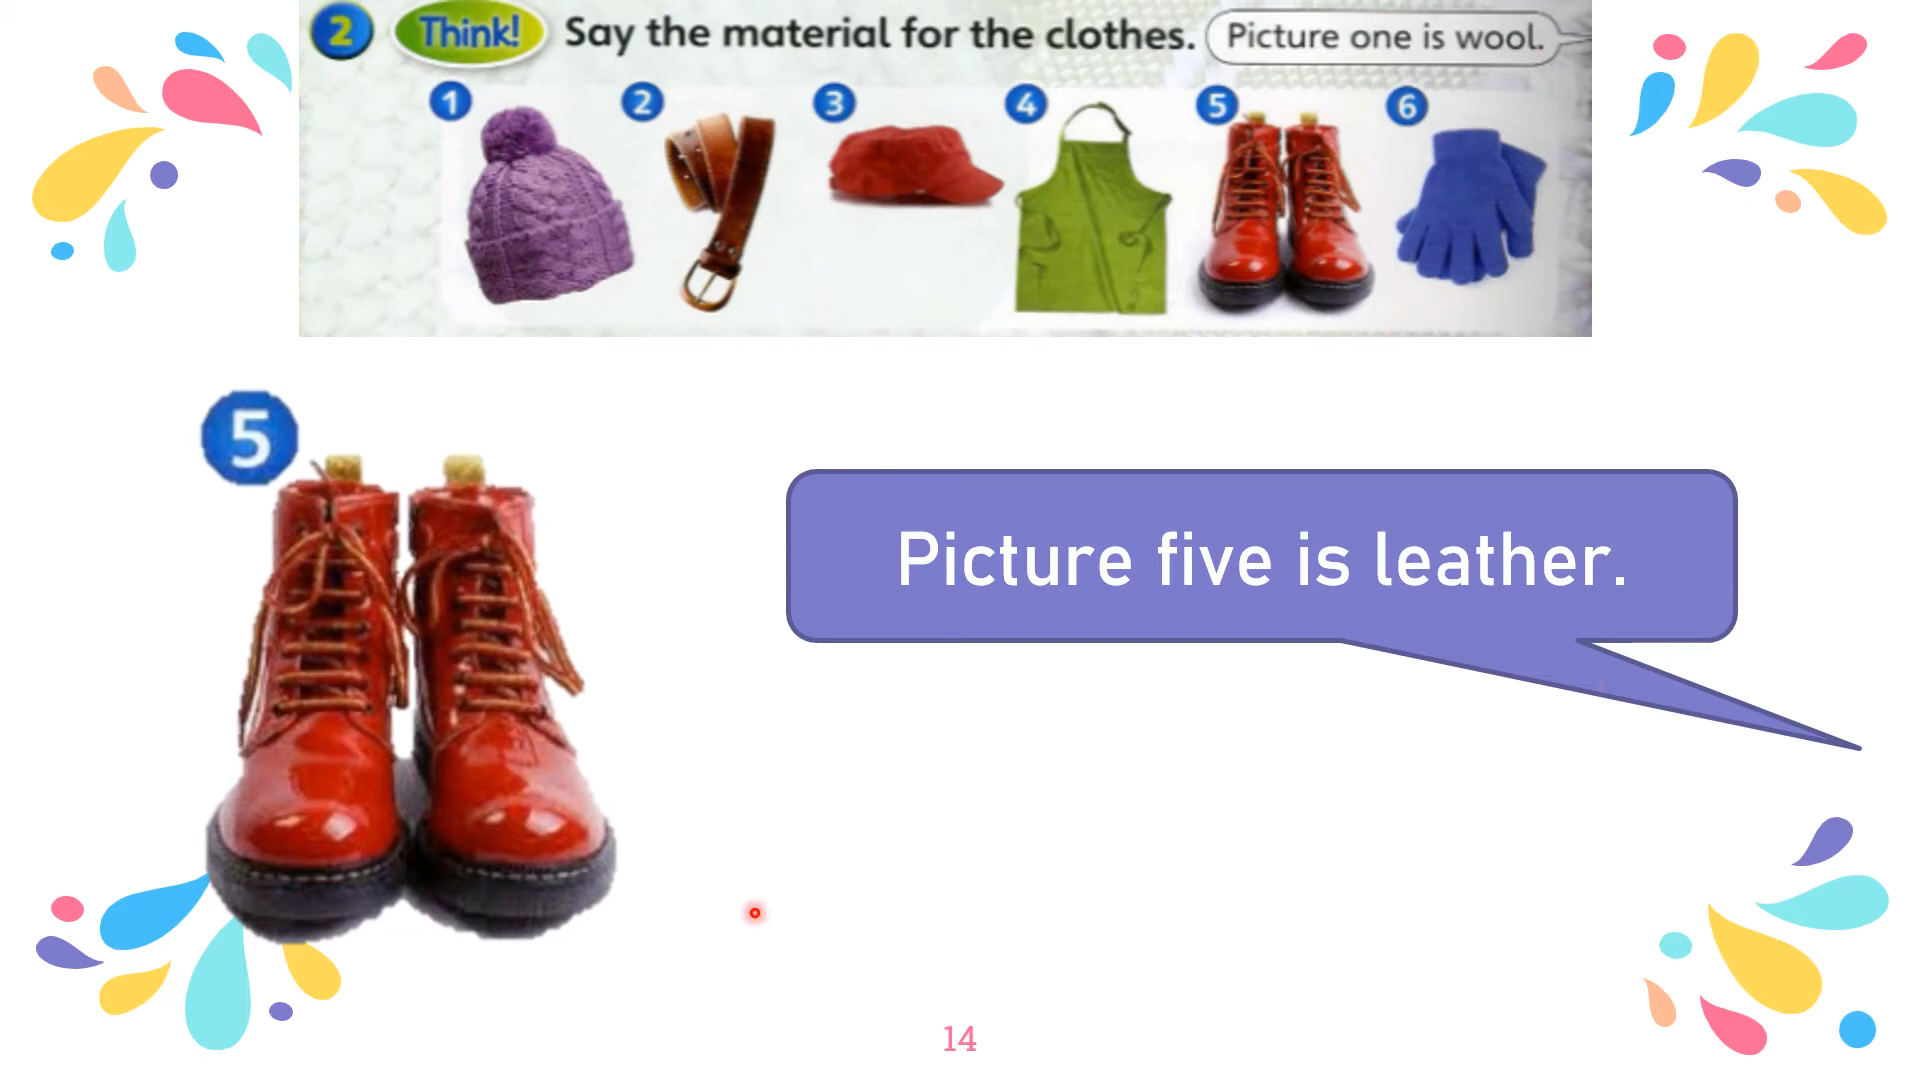 2 Think! Say the material for the clothes. Picture one is wool.
1 2 3 4 5 6
5
Picture five is leather.
14